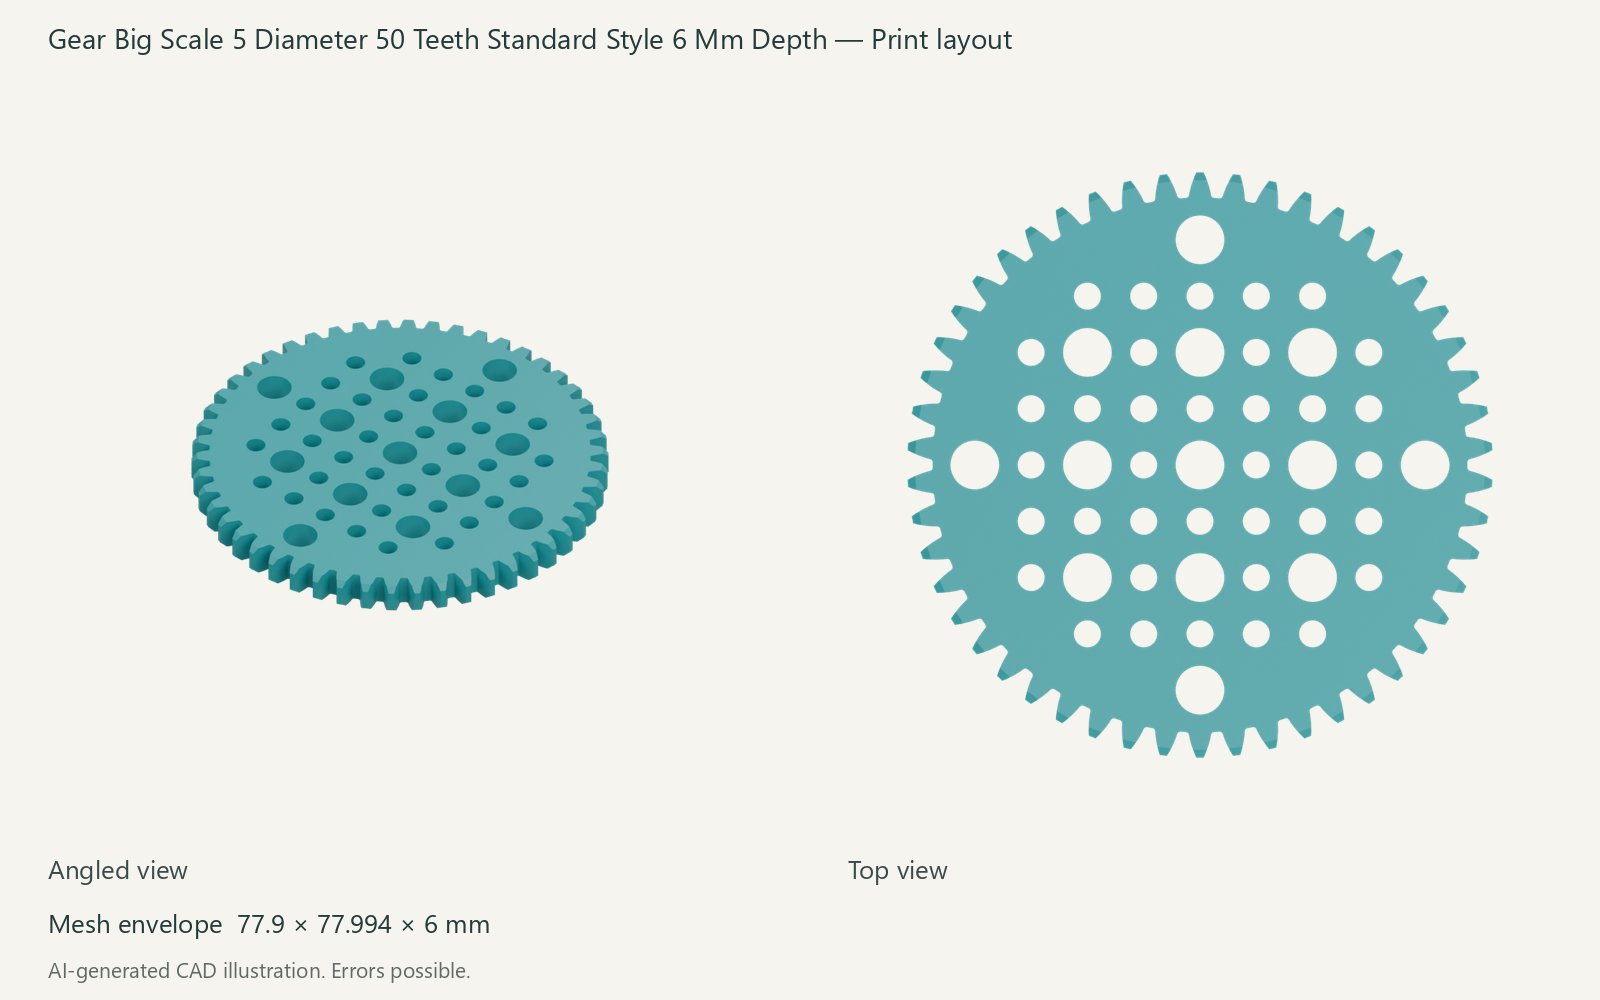 Gear Big Scale 5 Diameter 50 Teeth Standard Style 6 Mm Depth — Print layout
Angled view
Top view
Mesh envelope 77.9 × 77.994 × 6 mm
AI-generated CAD illustration. Errors possible.